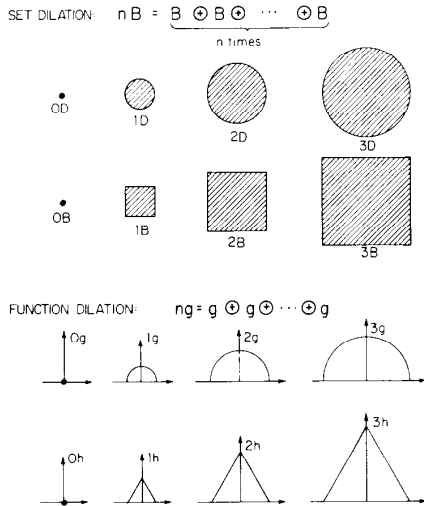 SET DILATION: nB = B ⊕ B ⊕ ··· ⊕ B
n times
0D 1D 2D 3D
0B 1B 2B 3B
FUNCTION DILATION: ng = g ⊕ g ⊕ ··· ⊕ g
0g 1g 2g 3g
0h 1h 2h 3h